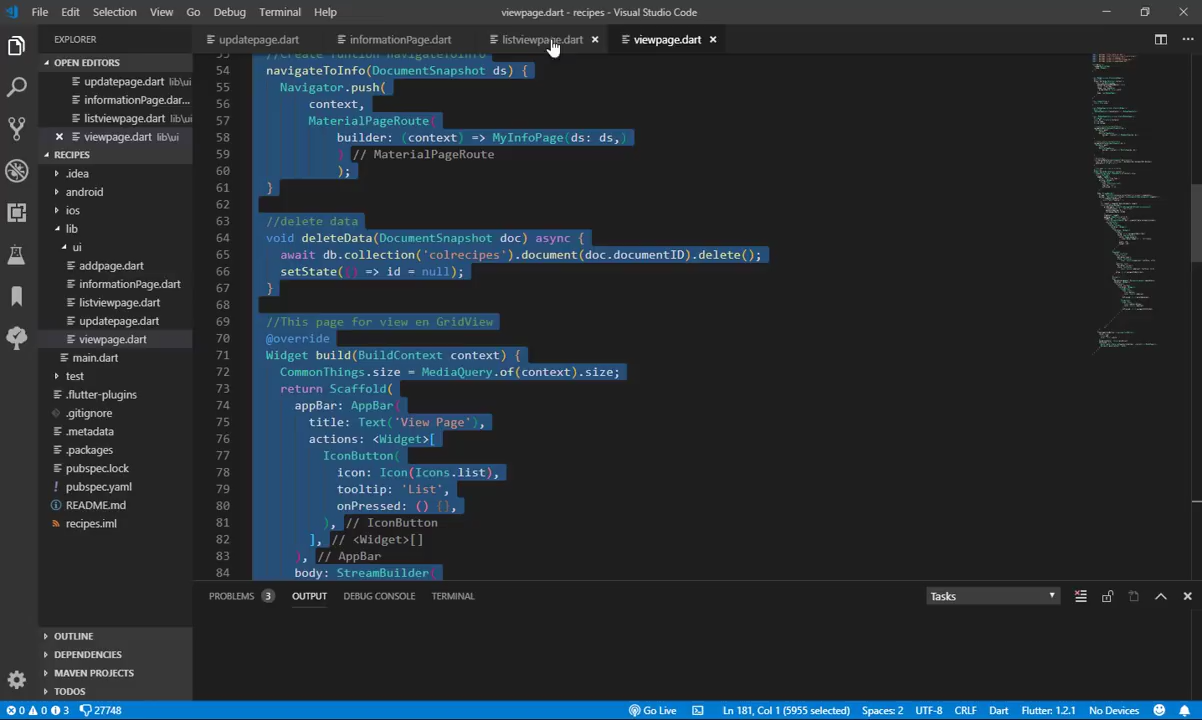 File Edit Selection View Go Debug Terminal Help
viewpage.dart - recipes - Visual Studio Code
EXPLORER
updatepage.dart
informationPage.dart
listviewpage.dart
viewpage.dart
OPEN EDITORS
updatepage.dart lib\ui
informationPage.dar...
listviewpage.dart lib\ui
viewpage.dart lib\ui
RECIPES
.idea
android
ios
lib
ui
addpage.dart
informationPage.dart
listviewpage.dart
updatepage.dart
viewpage.dart
main.dart
test
.flutter-plugins
.gitignore
.metadata
.packages
pubspec.lock
pubspec.yaml
README.md
recipes.iml
OUTLINE
DEPENDENCIES
MAVEN PROJECTS
TODOS
53 //create function navigateToInfo
54 navigateToInfo(DocumentSnapshot ds) {
55 Navigator.push(
56 context,
57 MaterialPageRoute(
58 builder: (context) => MyInfoPage(ds: ds,)
59 ) // MaterialPageRoute
60 );
61 }
62
63 //delete data
64 void deleteData(DocumentSnapshot doc) async {
65 await db.collection('colrecipes').document(doc.documentID).delete();
66 setState(() => id = null);
67 }
68
69 //This page for view en GridView
70 @override
71 Widget build(BuildContext context) {
72 CommonThings.size = MediaQuery.of(context).size;
73 return Scaffold(
74 appBar: AppBar(
75 title: Text('View Page'),
76 actions: <Widget>[
77 IconButton(
78 icon: Icon(Icons.list),
79 tooltip: 'List',
80 onPressed: () {},
81 ), // IconButton
82 ], // <Widget>[]
83 ), // AppBar
84 body: StreamBuilder(
PROBLEMS 3 OUTPUT DEBUG CONSOLE TERMINAL
Tasks
0 0 3 27748
Go Live
Ln 181, Col 1 (5955 selected)
Spaces: 2
UTF-8
CRLF
Dart
Flutter: 1.2.1
No Devices